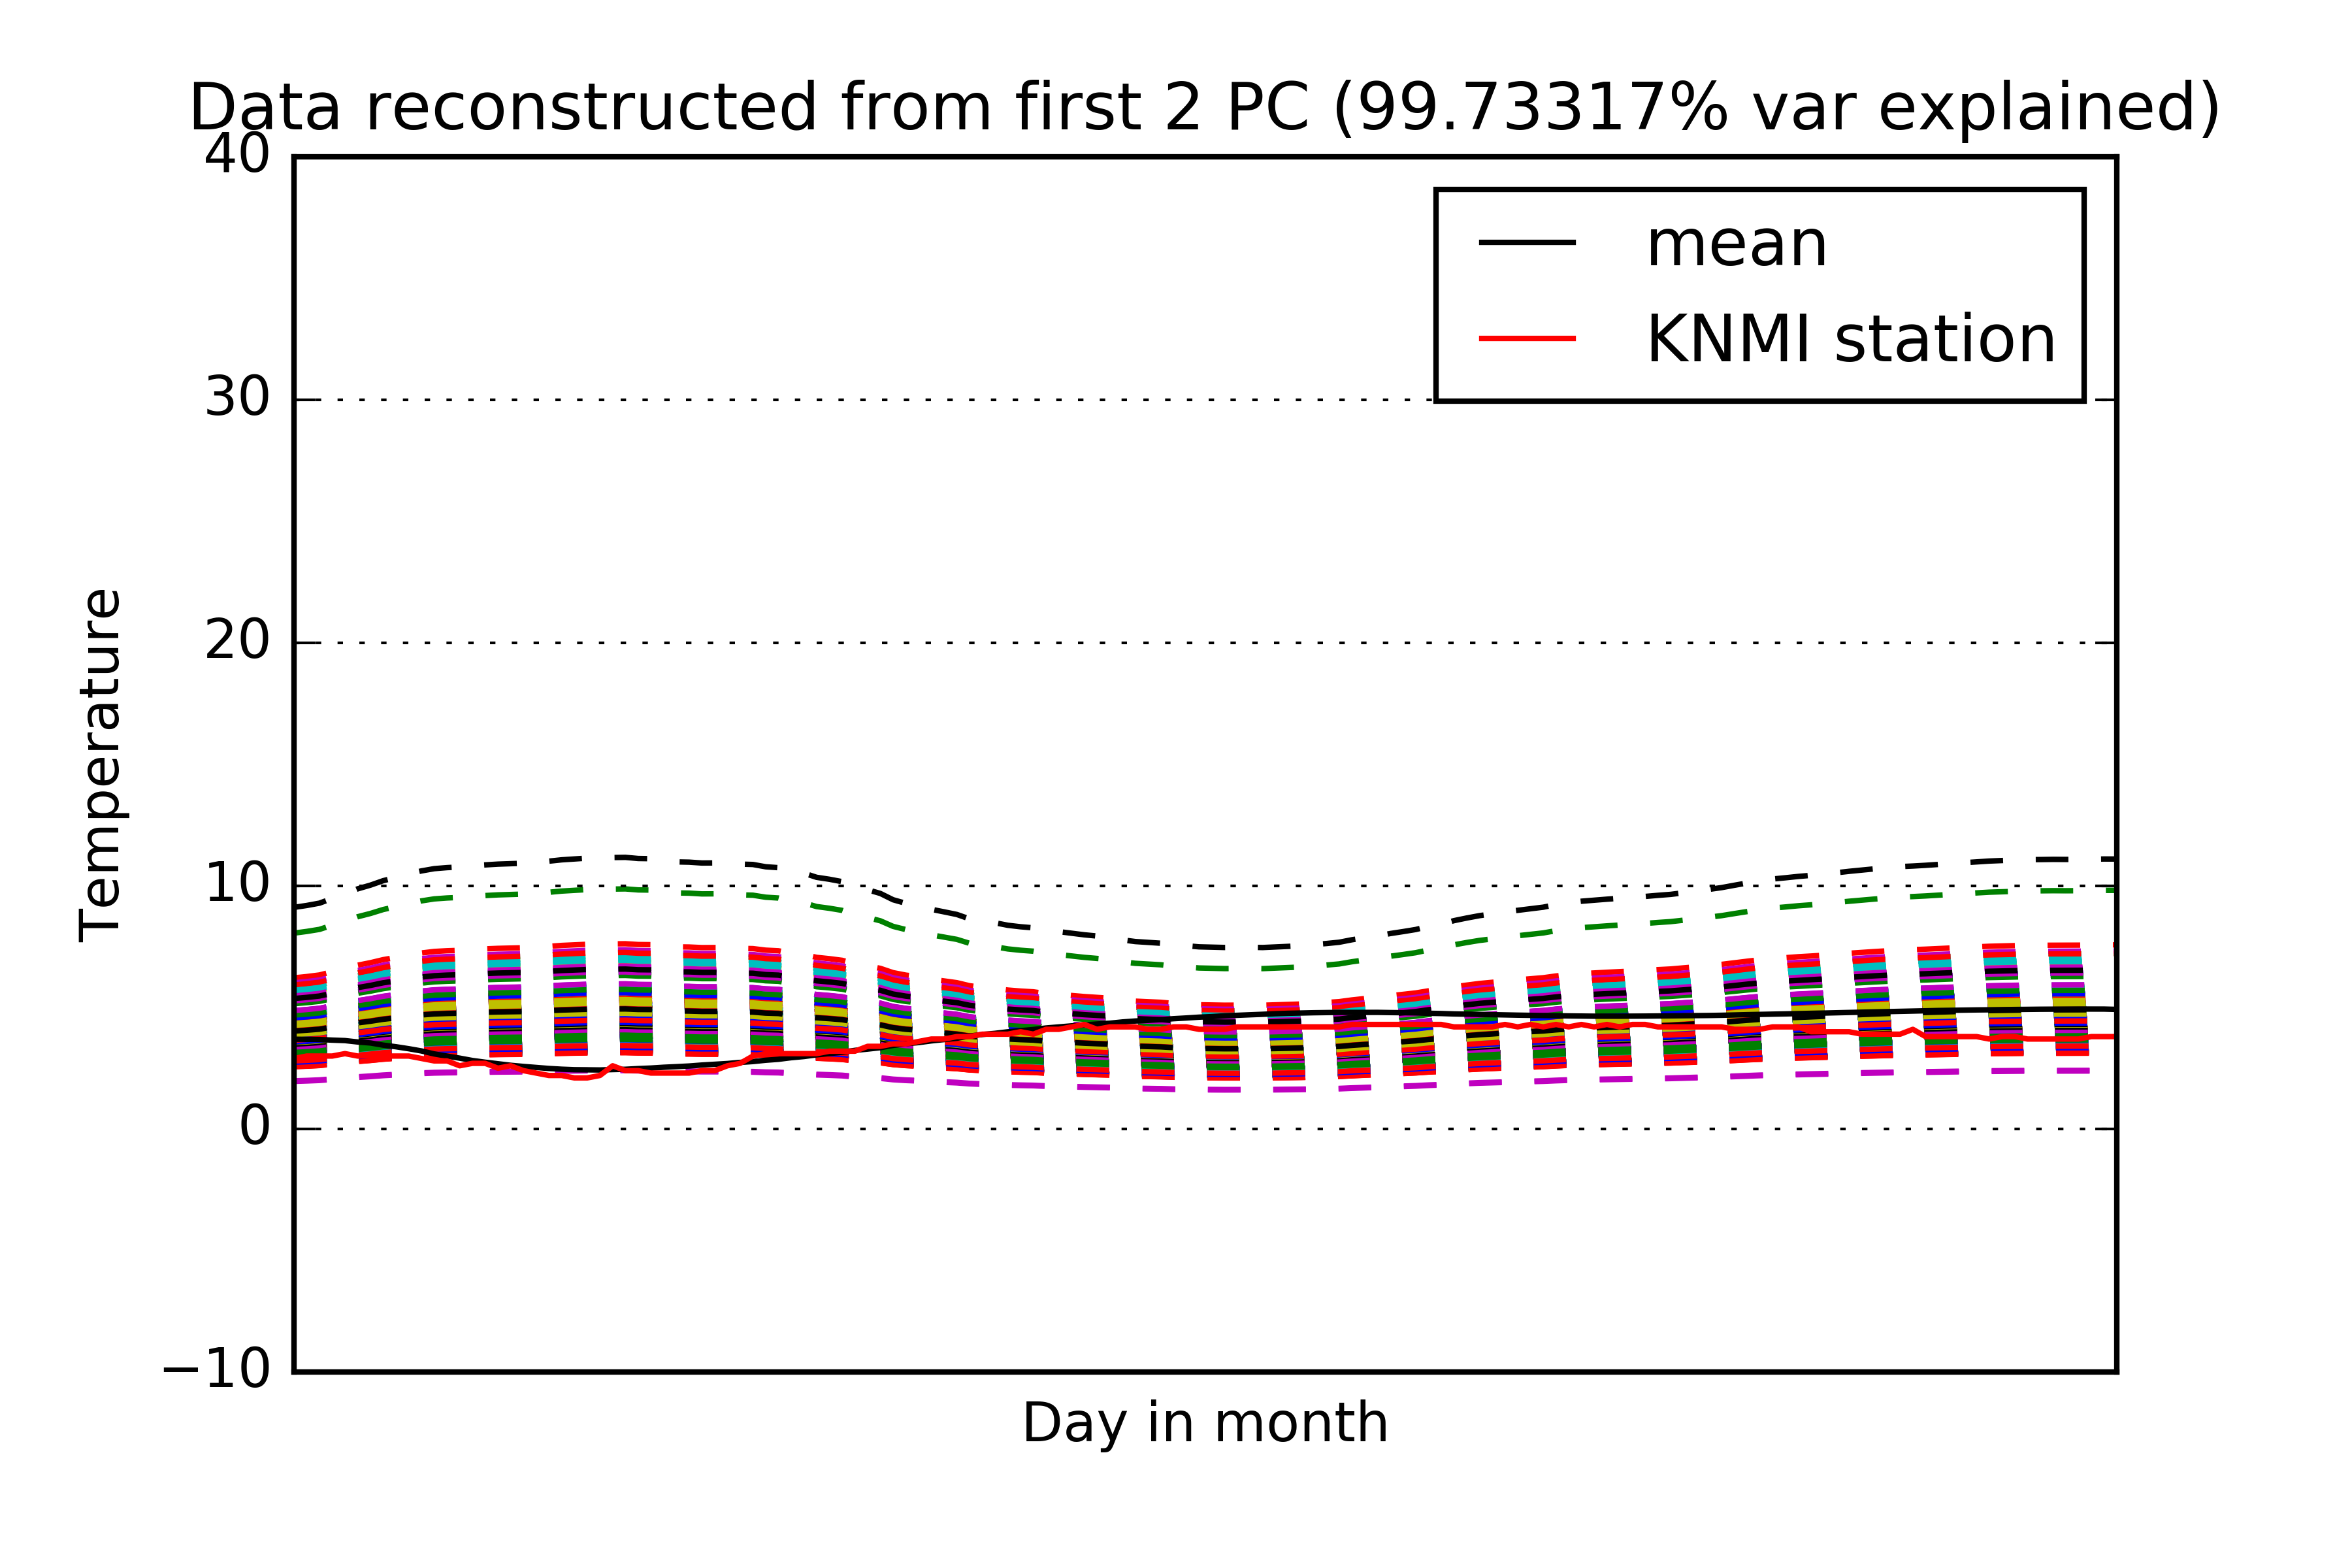 Data reconstructed from first 2 PC (99.73317% var explained)
40
30
20
10
0
−10
Temperature
Day in month
mean
KNMI station